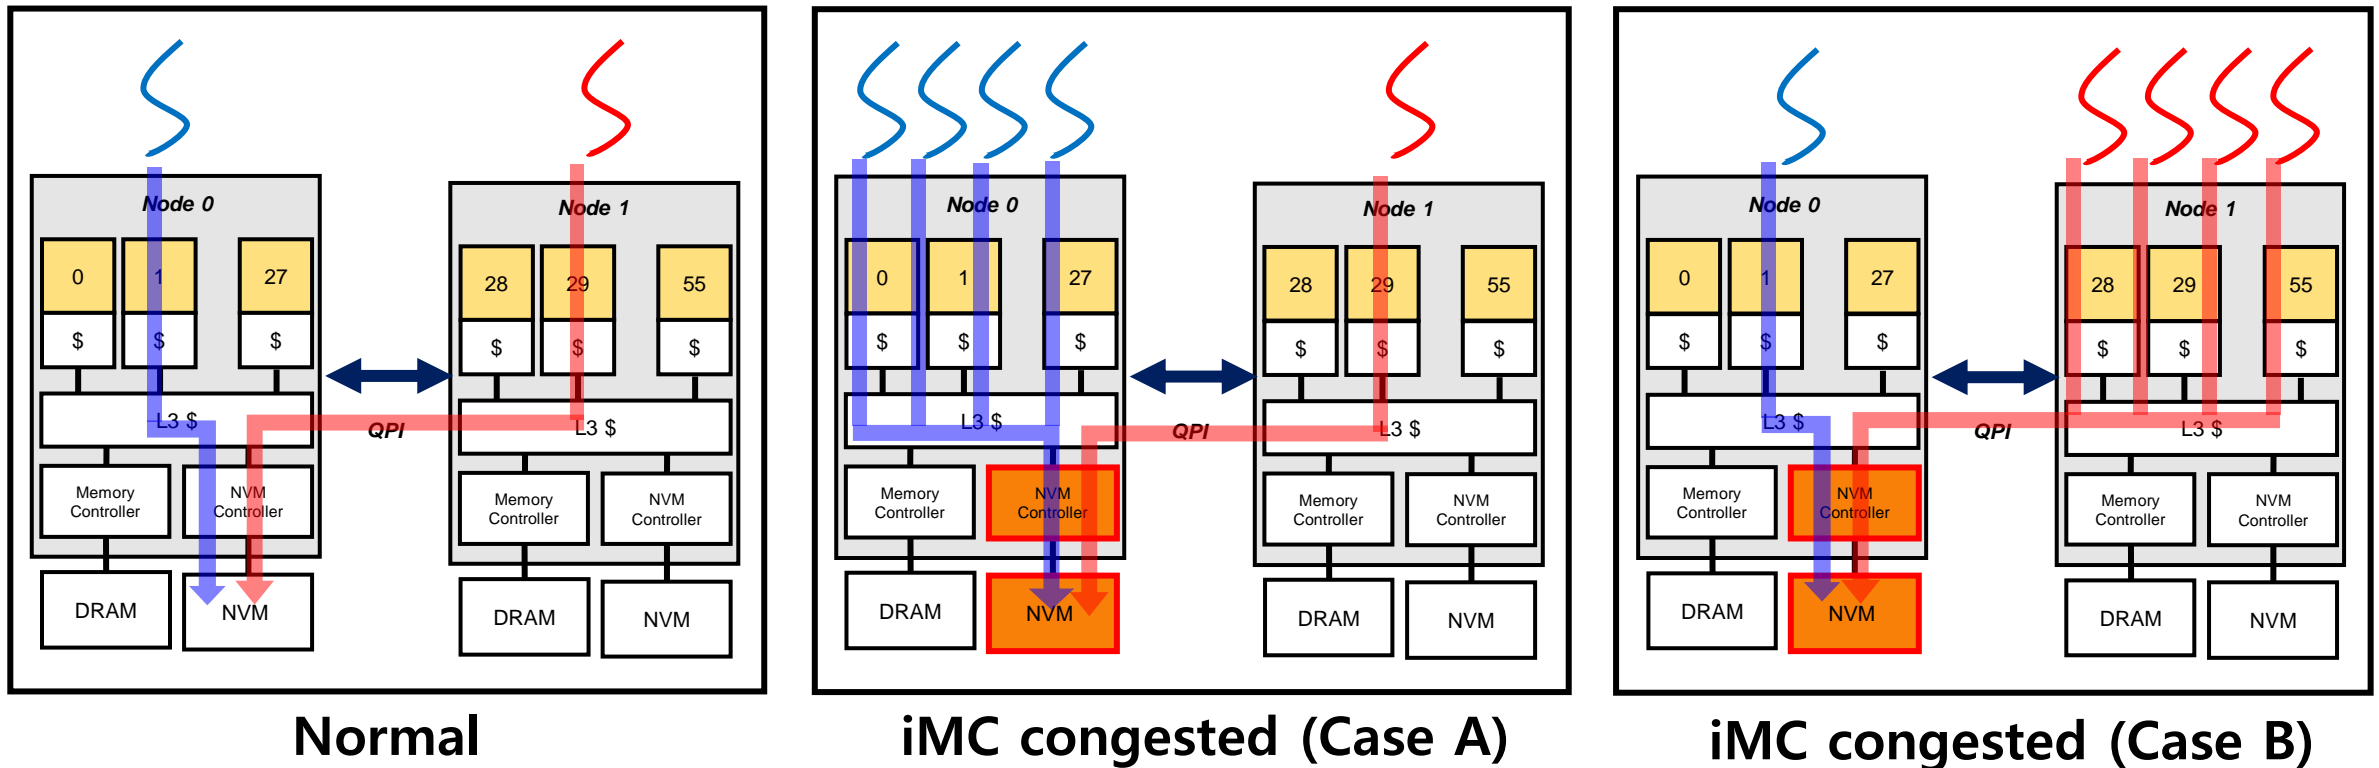 Node 0
0 1 27
$ $ $
L3 $
Memory
Controller
NVM
Controller
DRAM
NVM
QPI
Node 1
28 29 55
$ $ $
L3 $
Memory
Controller
NVM
Controller
DRAM
NVM
Normal
Node 0
0 1 27
$ $ $
L3 $
Memory
Controller
NVM
Controller
DRAM
NVM
QPI
Node 1
28 29 55
$ $ $
L3 $
Memory
Controller
NVM
Controller
DRAM
NVM
iMC congested (Case A)
Node 0
0 1 27
$ $ $
L3 $
Memory
Controller
NVM
Controller
DRAM
NVM
QPI
Node 1
28 29 55
$ $ $
L3 $
Memory
Controller
NVM
Controller
DRAM
NVM
iMC congested (Case B)